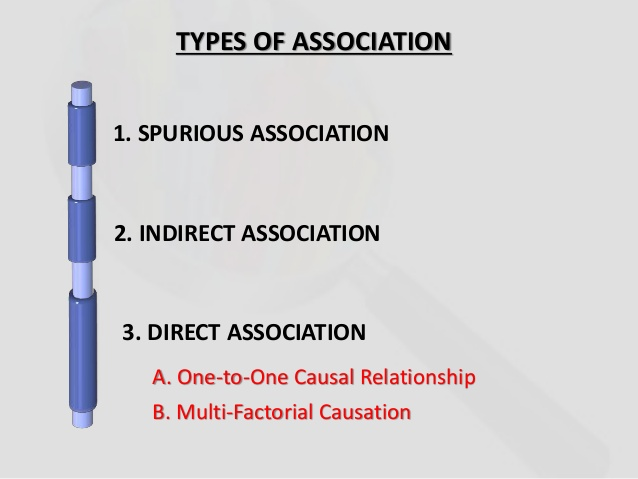 TYPES OF ASSOCIATION
1. SPURIOUS ASSOCIATION
2. INDIRECT ASSOCIATION
3. DIRECT ASSOCIATION
A. One-to-One Causal Relationship
B. Multi-Factorial Causation